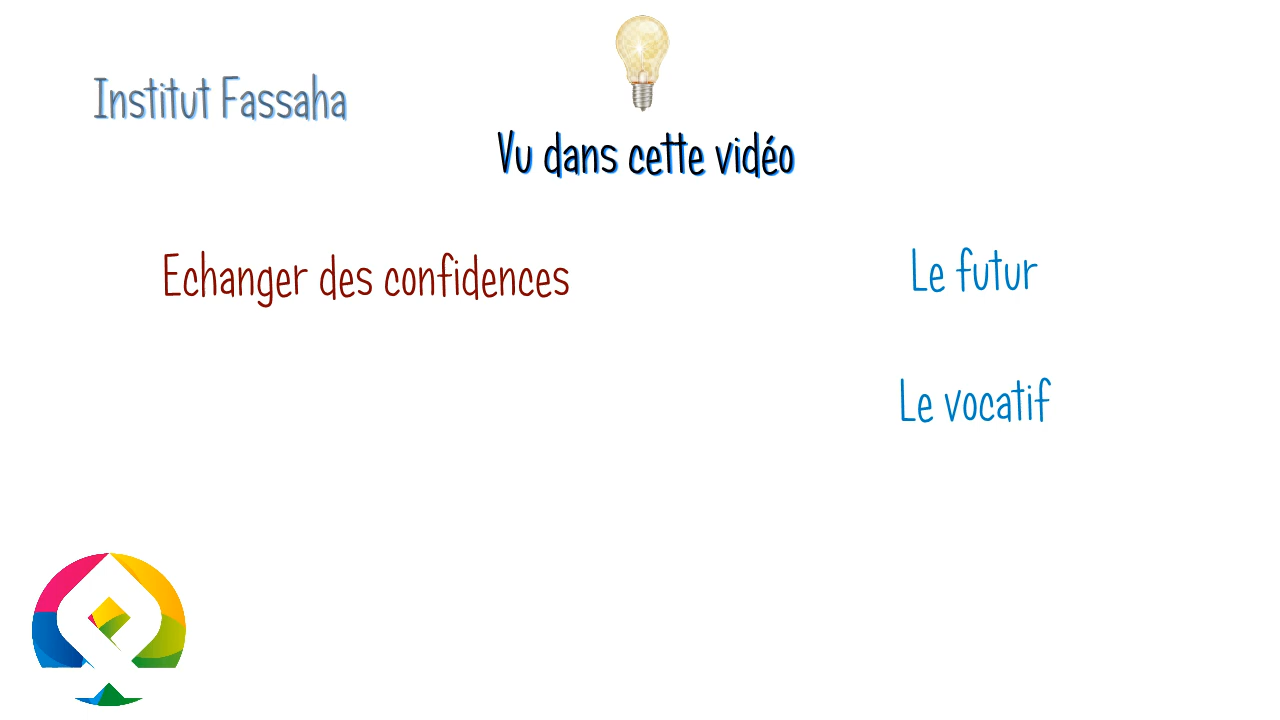 Institut Fassaha
Vu dans cette vidéo
Echanger des confidences
Le futur
Le vocatif